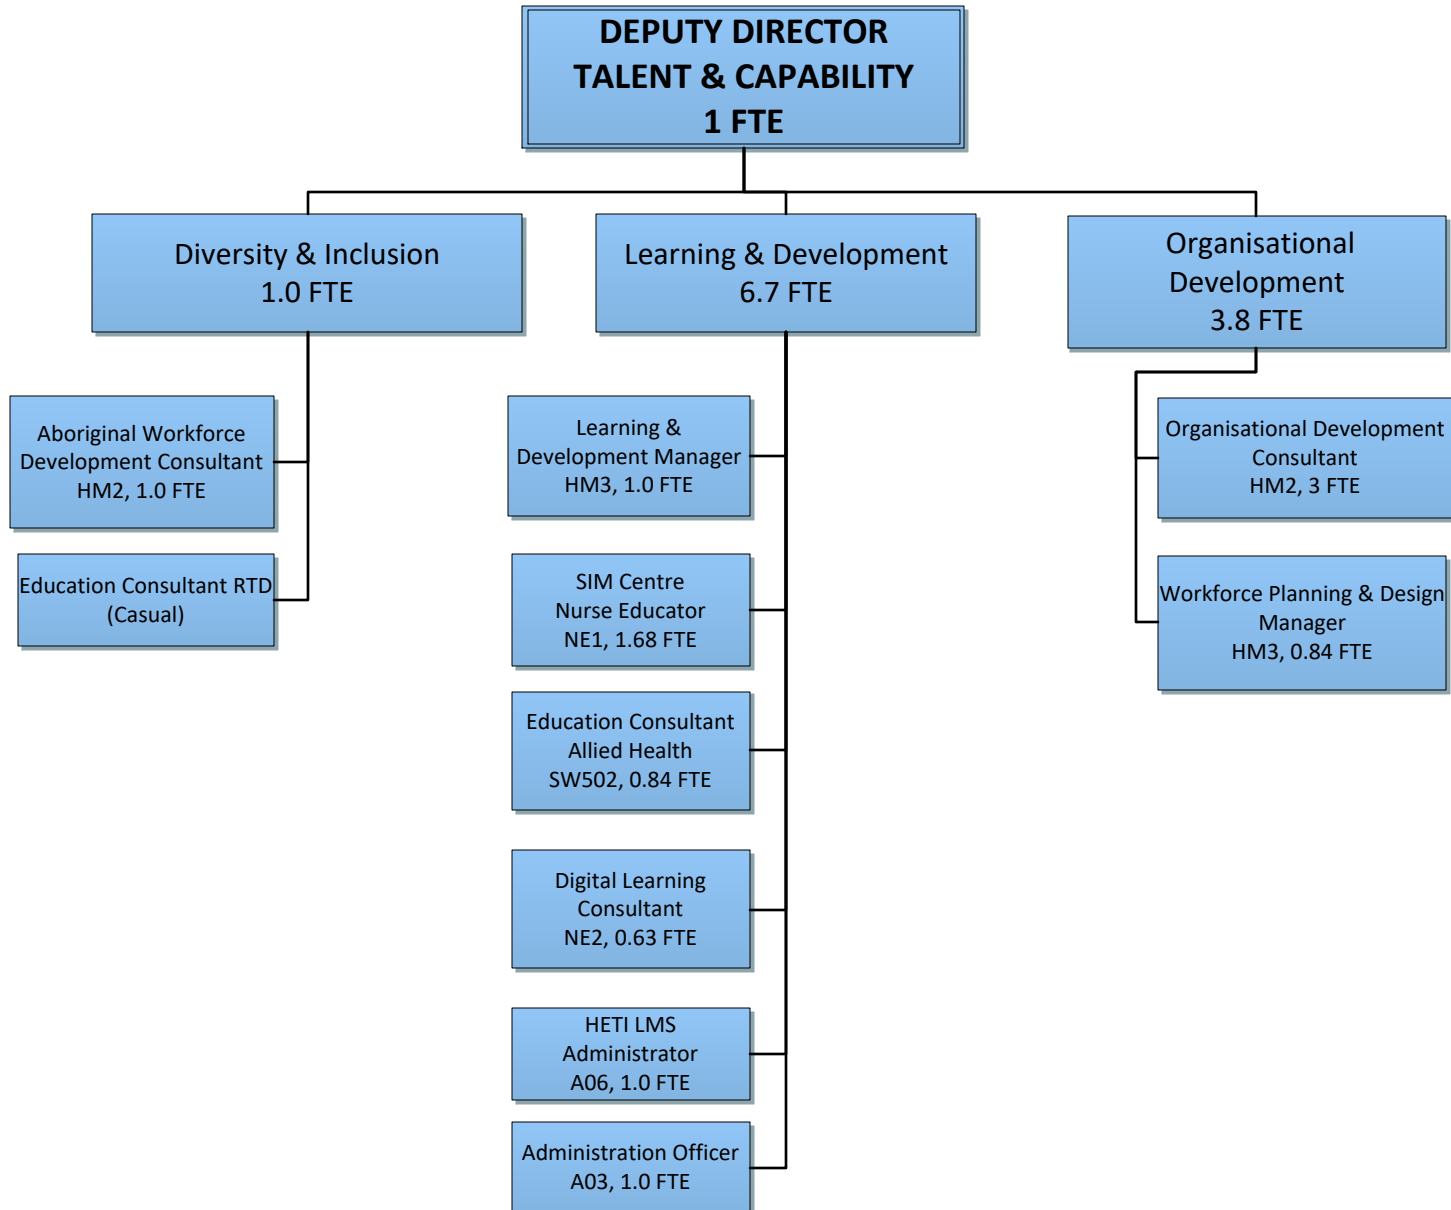 DEPUTY DIRECTOR
TALENT & CAPABILITY
1 FTE
Diversity & Inclusion
1.0 FTE
Learning & Development
6.7 FTE
Organisational
Development
3.8 FTE
Aboriginal Workforce
Development Consultant
HM2, 1.0 FTE
Education Consultant RTD
(Casual)
Learning &
Development Manager
HM3, 1.0 FTE
SIM Centre
Nurse Educator
NE1, 1.68 FTE
Education Consultant
Allied Health
SW502, 0.84 FTE
Digital Learning
Consultant
NE2, 0.63 FTE
HETI LMS
Administrator
A06, 1.0 FTE
Administration Officer
A03, 1.0 FTE
Organisational Development
Consultant
HM2, 3 FTE
Workforce Planning & Design
Manager
HM3, 0.84 FTE